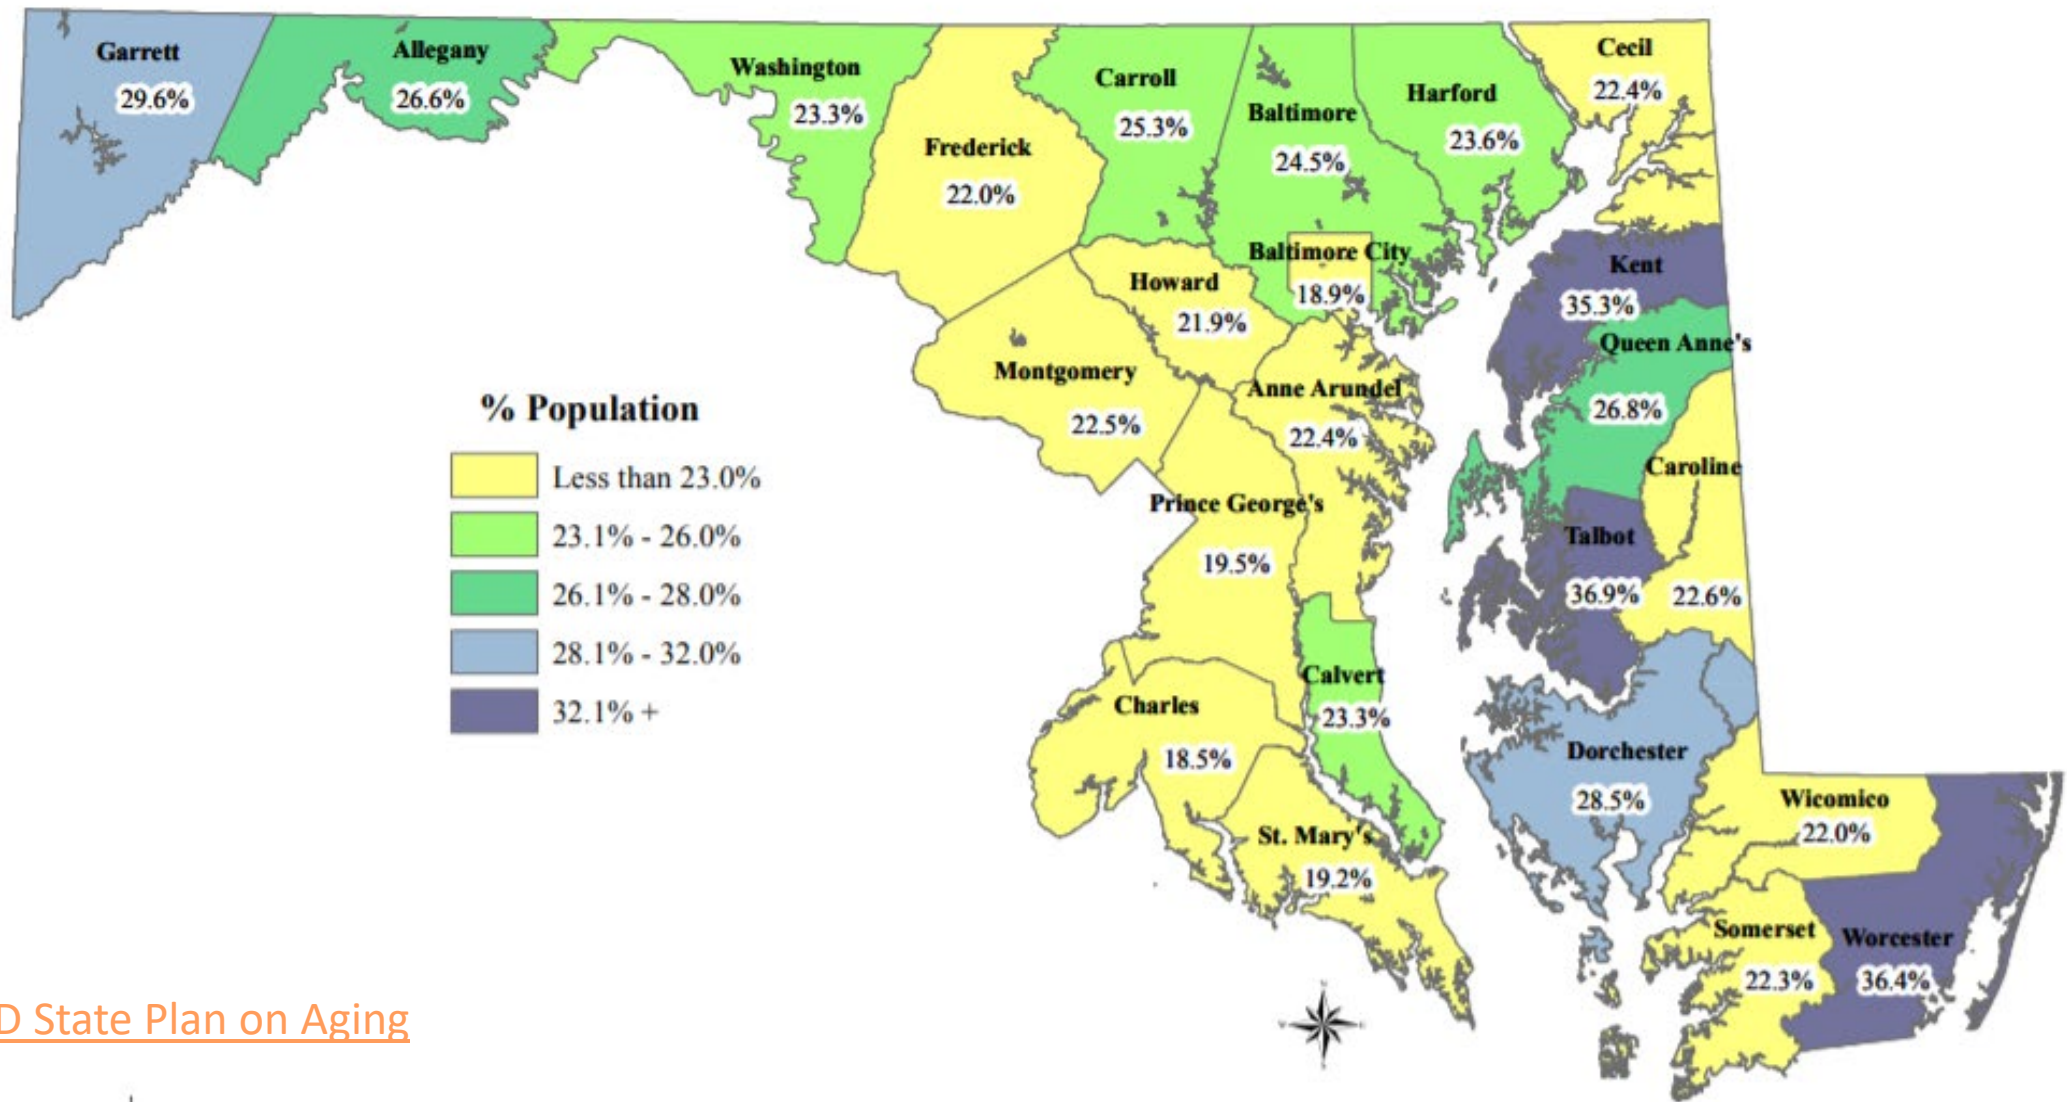 Garrett
29.6%
Allegany
26.6%
Washington
23.3%
Frederick
22.0%
Carroll
25.3%
Baltimore
24.5%
Harford
23.6%
Cecil
22.4%
Baltimore City
18.9%
Howard
21.9%
Montgomery
22.5%
Anne Arundel
22.4%
Prince George's
19.5%
Kent
35.3%
Queen Anne's
26.8%
Caroline
22.6%
Talbot
36.9%
Calvert
23.3%
Charles
18.5%
St. Mary's
19.2%
Dorchester
28.5%
Wicomico
22.0%
Somerset
22.3%
Worcester
36.4%
% Population
Less than 23.0%
23.1% - 26.0%
26.1% - 28.0%
28.1% - 32.0%
32.1% +
D State Plan on Aging